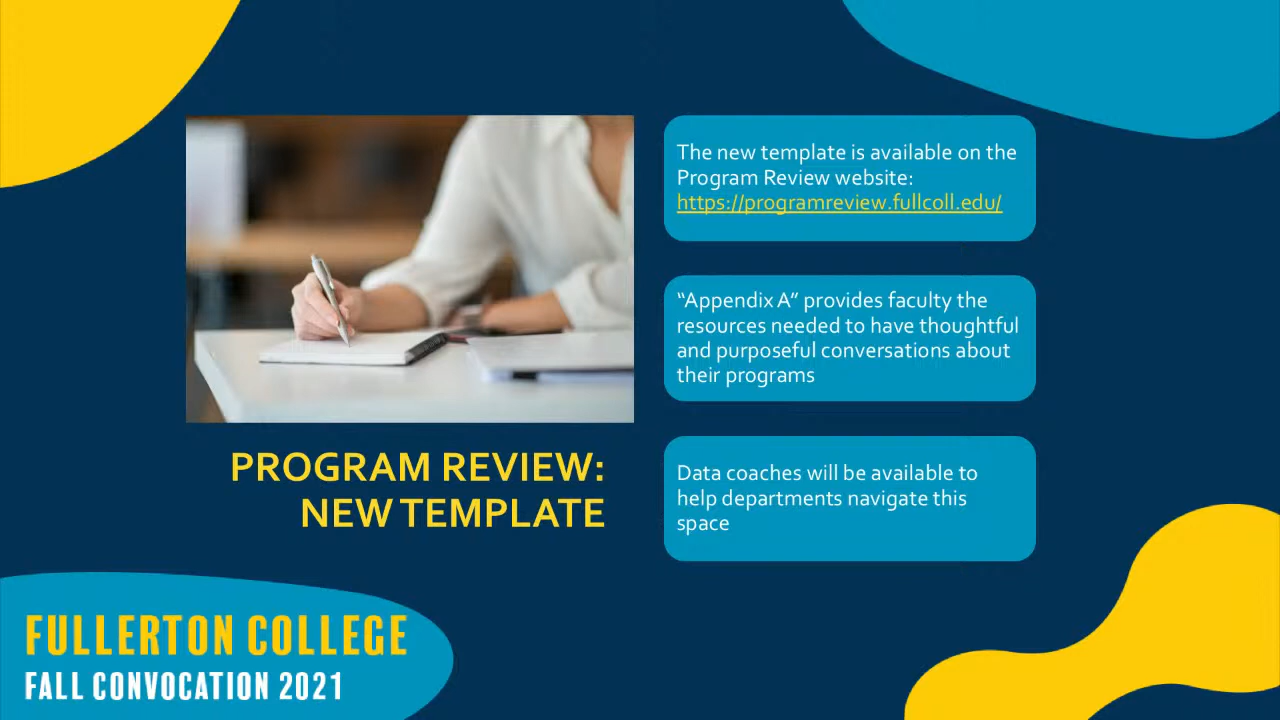 The new template is available on the
Program Review website:
https://programreview.fullcoll.edu/
“Appendix A” provides faculty the
resources needed to have thoughtful
and purposeful conversations about
their programs
PROGRAM REVIEW:
NEW TEMPLATE
Data coaches will be available to
help departments navigate this
space
FULLERTON COLLEGE
FALL CONVOCATION 2021